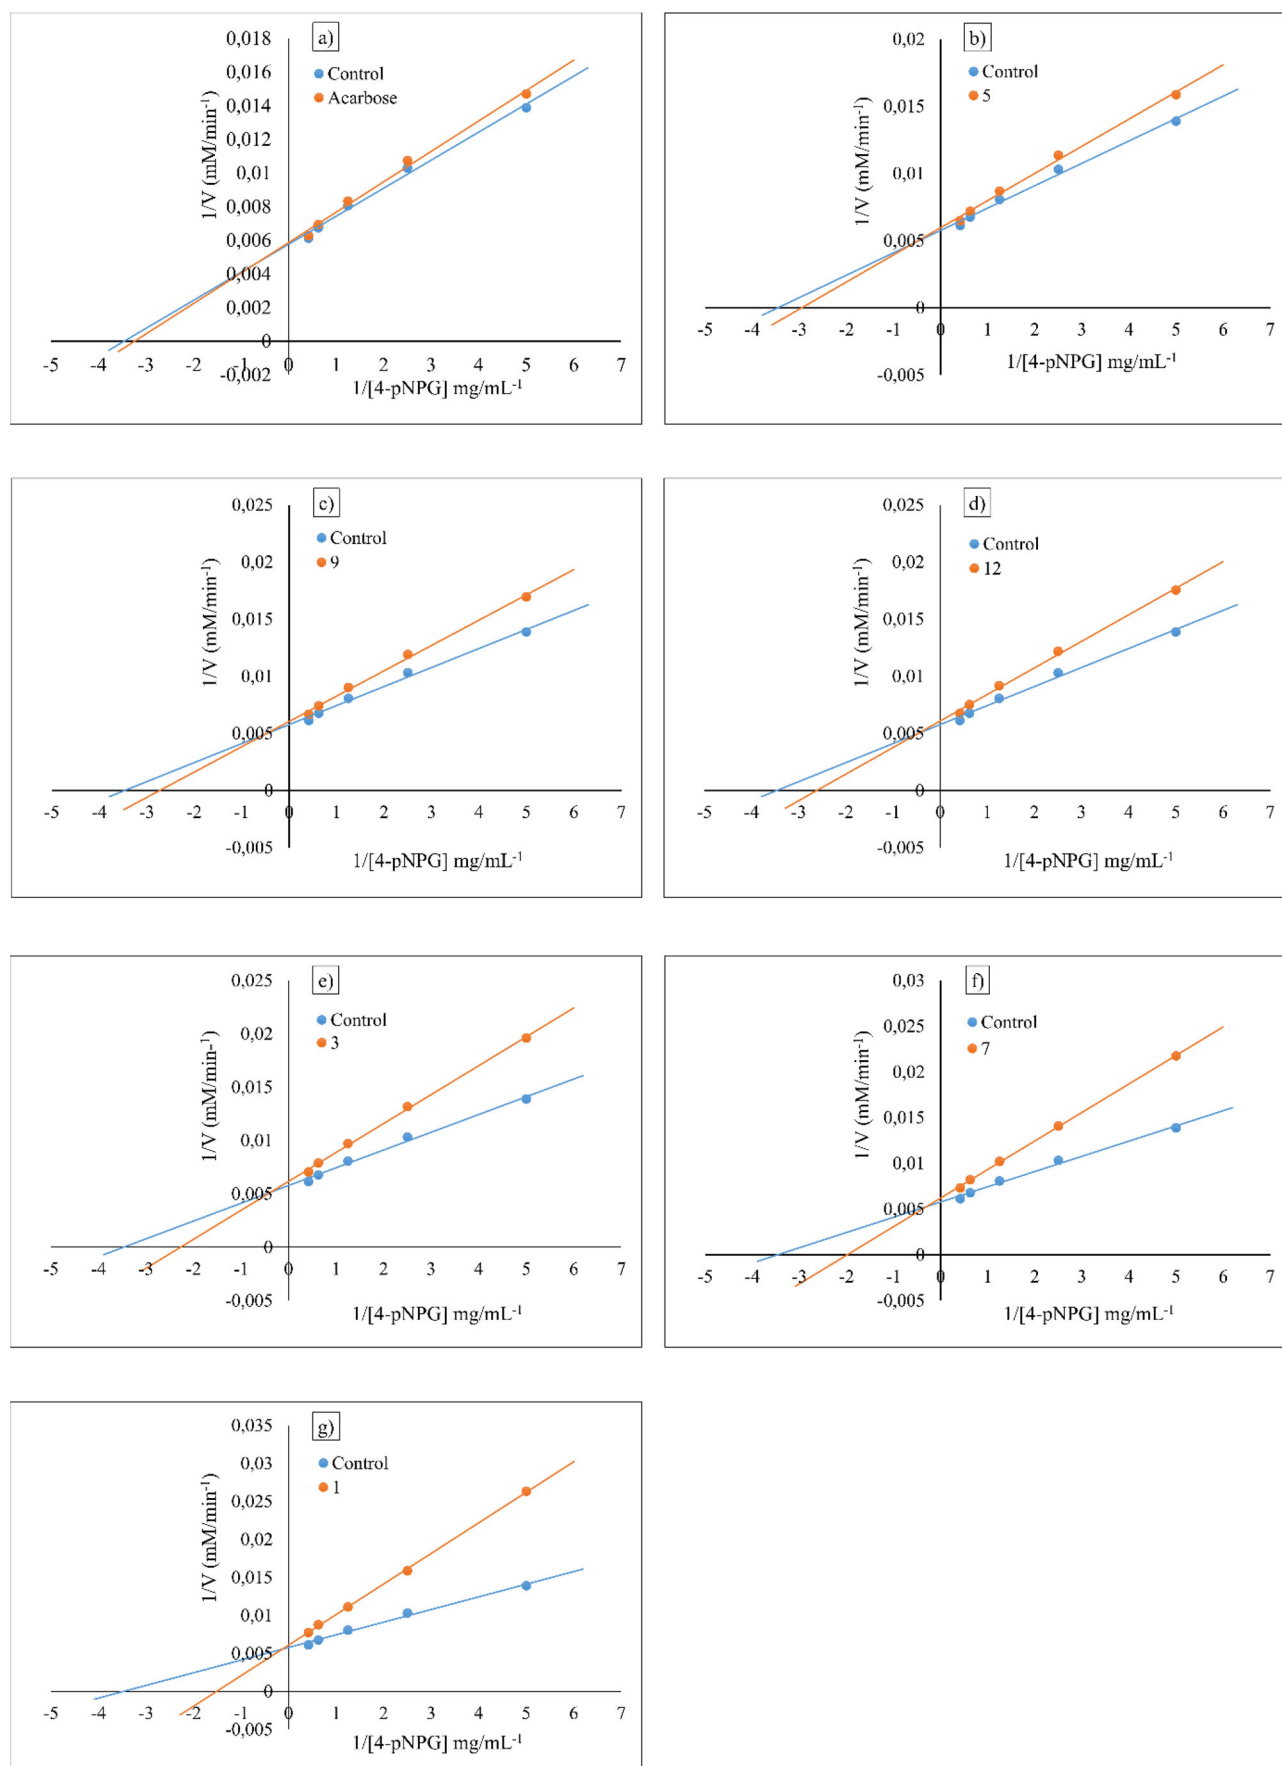 a)
Control
Acarbose
1/V (mM/min⁻¹)
0,018
0,016
0,014
0,012
0,01
0,008
0,006
0,004
0,002
0
-0,002
-5 -4 -3 -2 -1 0 1 2 3 4 5 6 7
1/[4-pNPG] mg/mL⁻¹
b)
Control
5
1/V (mM/min⁻¹)
0,02
0,015
0,01
0,005
0
-0,005
-5 -4 -3 -2 -1 0 1 2 3 4 5 6 7
1/[4-pNPG] mg/mL⁻¹
c)
Control
9
1/V (mM/min⁻¹)
0,025
0,02
0,015
0,01
0,005
0
-0,005
-5 -4 -3 -2 -1 0 1 2 3 4 5 6 7
1/[4-pNPG] mg/mL⁻¹
d)
Control
12
1/V (mM/min⁻¹)
0,025
0,02
0,015
0,01
0,005
0
-0,005
-5 -4 -3 -2 -1 0 1 2 3 4 5 6 7
1/[4-pNPG] mg/mL⁻¹
e)
Control
3
1/V (mM/min-¹)
0,025
0,02
0,015
0,01
0,005
0
-0,005
-5 -4 -3 -2 -1 0 1 2 3 4 5 6 7
1/[4-pNPG] mg/mL⁻¹
f)
Control
7
1/V (mM/min⁻¹)
0,03
0,025
0,02
0,015
0,01
0,005
0
-0,005
-5 -4 -3 -2 -1 0 1 2 3 4 5 6 7
1/[4-pNPG] mg/mL⁻¹
g)
Control
1
1/V (mM/min⁻¹)
0,035
0,03
0,025
0,02
0,015
0,01
0,005
0
-0,005
-5 -4 -3 -2 -1 0 1 2 3 4 5 6 7
1/[4-pNPG] mg/mL⁻¹